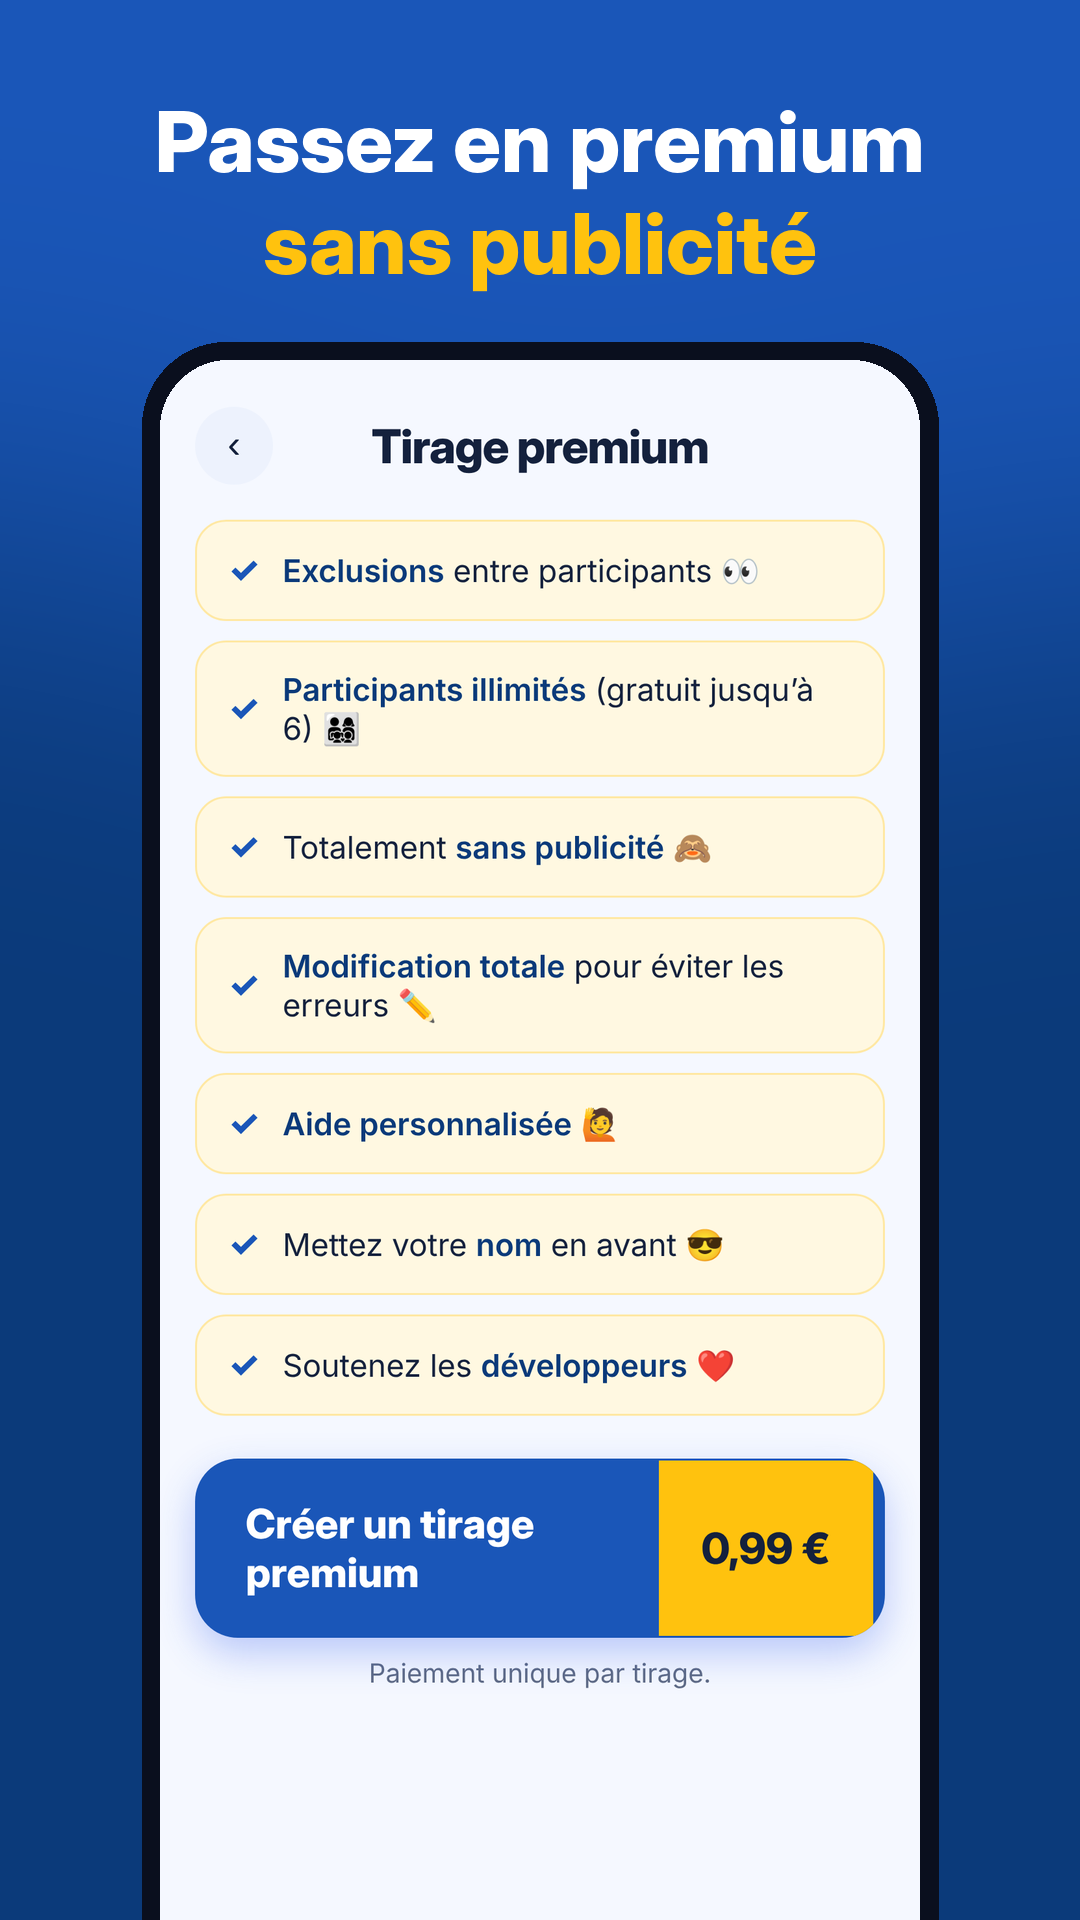 Passez en premium
sans publicité
‹
Tirage premium
Exclusions entre participants 👀
Participants illimités (gratuit jusqu’à
6) 👨‍👩‍👧‍👦
Totalement sans publicité 🙈
Modification totale pour éviter les
erreurs ✏️
Aide personnalisée 🙋
Mettez votre nom en avant 😎
Soutenez les développeurs ❤️
Créer un tirage
premium
0,99 €
Paiement unique par tirage.